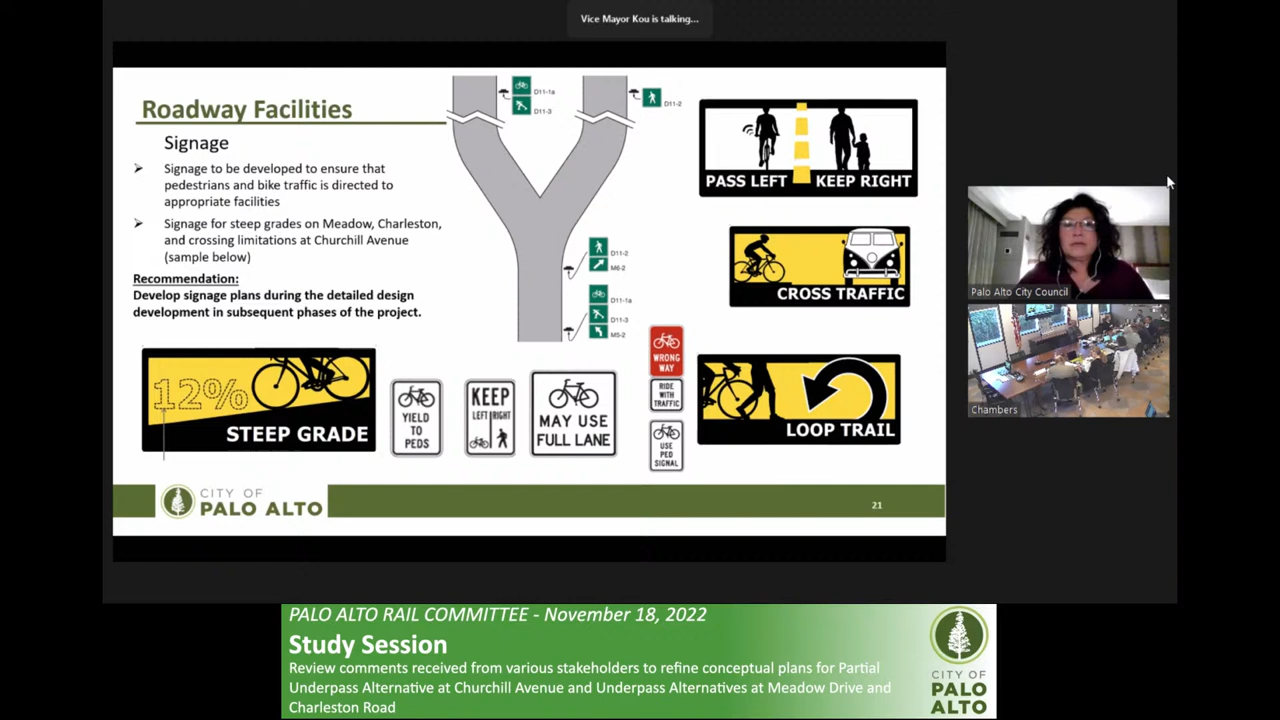 Vice Mayor Kou is talking...
Roadway Facilities
Signage
Signage to be developed to ensure that
pedestrians and bike traffic is directed to
appropriate facilities
Signage for steep grades on Meadow, Charleston,
and crossing limitations at Churchill Avenue
(sample below)
Recommendation:
Develop signage plans during the detailed design
development in subsequent phases of the project.
D11-1a
D11-3
D11-2
D11-2
M6-2
D11-1a
D11-3
M5-2
PASS LEFT KEEP RIGHT
CROSS TRAFFIC
12%
STEEP GRADE
YIELD
TO
PEDS
KEEP
LEFT RIGHT
MAY USE
FULL LANE
WRONG
WAY
RIDE
WITH
TRAFFIC
USE
PED
SIGNAL
LOOP TRAIL
CITY OF
PALO ALTO
21
Palo Alto City Council
Chambers
PALO ALTO RAIL COMMITTEE - November 18, 2022
Study Session
Review comments received from various stakeholders to refine conceptual plans for Partial
Underpass Alternative at Churchill Avenue and Underpass Alternatives at Meadow Drive and
Charleston Road
CITY OF
PALO
ALTO